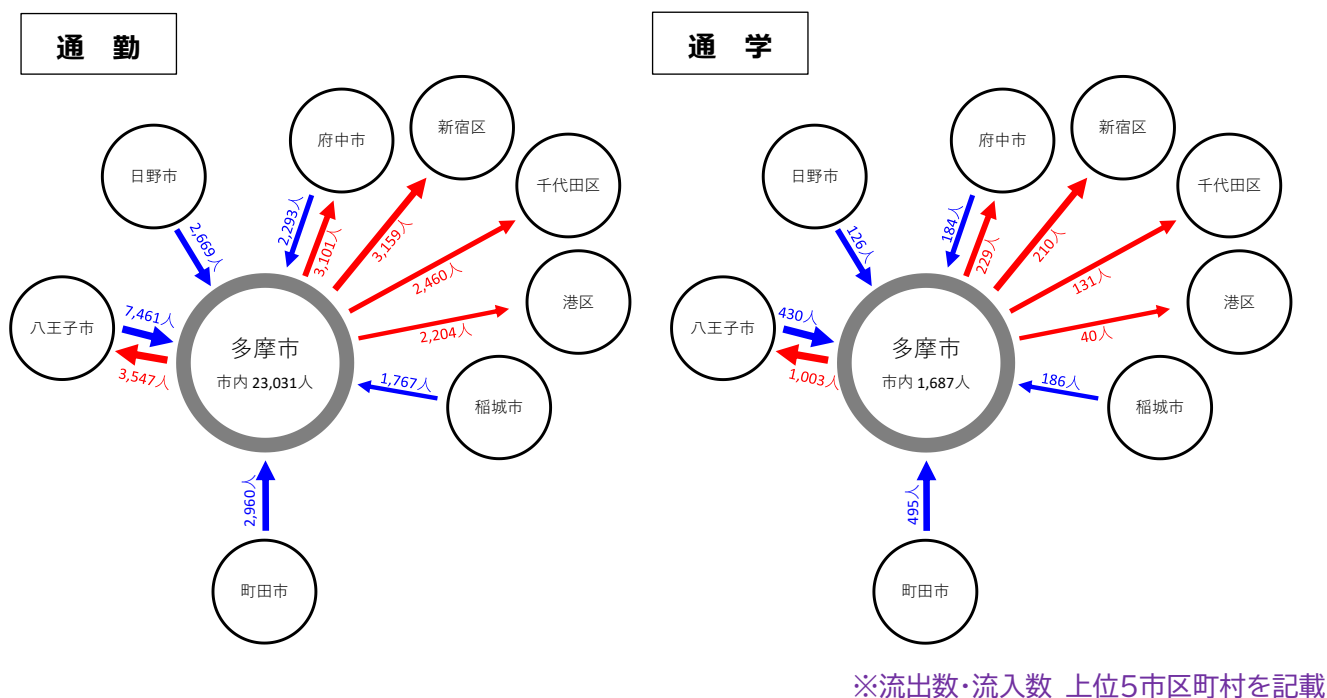 通 勤
府中市
新宿区
日野市
千代田区
2,293人
3,101人
3,159人
2,669人
2,460人
港区
八王子市
7,461人
3,547人
多摩市
市内 23,031人
2,204人
1,767人
稲城市
2,960人
町田市
通 学
府中市
新宿区
日野市
千代田区
184人
229人
210人
126人
131人
港区
八王子市
430人
1,003人
多摩市
市内 1,687人
40人
186人
稲城市
495人
町田市
※流出数・流入数 上位5市区町村を記載